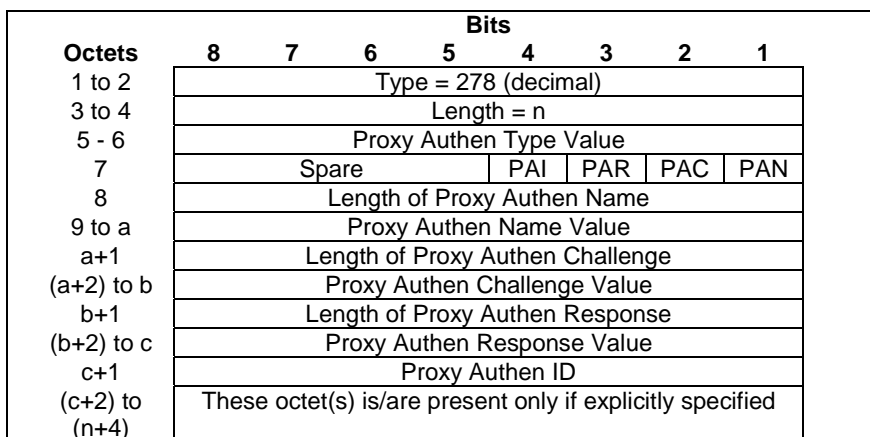 Bits
Octets 8 7 6 5 4 3 2 1
1 to 2 Type = 278 (decimal)
3 to 4 Length = n
5 - 6 Proxy Authen Type Value
7 Spare PAI PAR PAC PAN
8 Length of Proxy Authen Name
9 to a Proxy Authen Name Value
a+1 Length of Proxy Authen Challenge
(a+2) to b Proxy Authen Challenge Value
b+1 Length of Proxy Authen Response
(b+2) to c Proxy Authen Response Value
c+1 Proxy Authen ID
(c+2) to These octet(s) is/are present only if explicitly specified
(n+4)